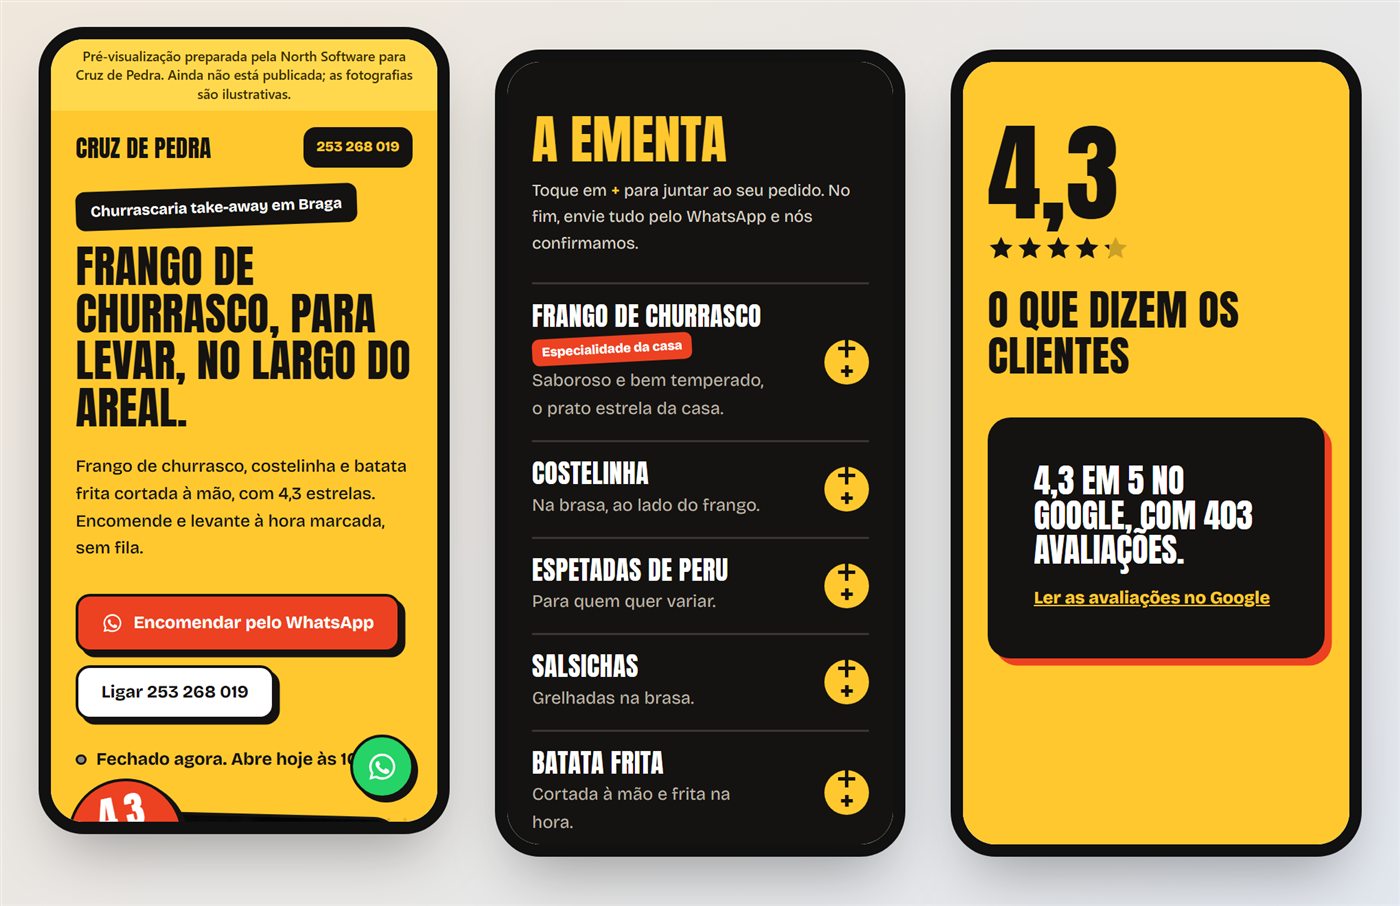 Pré-visualização preparada pela North Software para
Cruz de Pedra. Ainda não está publicada; as fotografias
são ilustrativas.
CRUZ DE PEDRA
253 268 019
Churrascaria take-away em Braga
FRANGO DE
CHURRASCO, PARA
LEVAR, NO LARGO DO
AREAL.
Frango de churrasco, costelinha e batata
frita cortada à mão, com 4,3 estrelas.
Encomende e levante à hora marcada,
sem fila.
Encomendar pelo WhatsApp
Ligar 253 268 019
Fechado agora. Abre hoje às
4,3
A EMENTA
Toque em + para juntar ao seu pedido. No
fim, envie tudo pelo WhatsApp e nós
confirmamos.
FRANGO DE CHURRASCO
Especialidade da casa
Saboroso e bem temperado,
o prato estrela da casa.
+
+
COSTELINHA
Na brasa, ao lado do frango.
+
+
ESPETADAS DE PERU
Para quem quer variar.
+
+
SALSICHAS
Grelhadas na brasa.
+
+
BATATA FRITA
Cortada à mão e frita na
hora.
+
+
4,3
O QUE DIZEM OS
CLIENTES
4,3 EM 5 NO
GOOGLE, COM 403
AVALIAÇÕES.
Ler as avaliações no Google